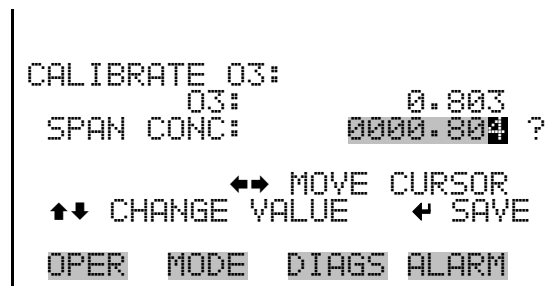 CALIBRATE O3:
O3: 0.803
SPAN CONC: 0000.804 ?
⬅➡ MOVE CURSOR
⬆⬇ CHANGE VALUE ↵ SAVE
OPER MODE DIAGS ALARM